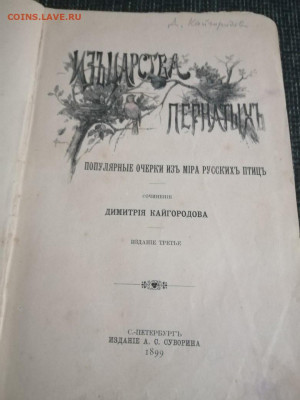 COINS.LAVE.RU
Д. Кайгородовъ
ИЗЪ ЦАРСТВА
ПЕРНАТЫХЪ
ПОПУЛЯРНЫЕ ОЧЕРКИ ИЗЪ МІРА РУССКИХЪ ПТИЦЪ
СОЧИНЕНІЕ
ДИМИТРІЯ КАЙГОРОДОВА
ИЗДАНІЕ ТРЕТЬЕ
С.-ПЕТЕРБУРГЪ
ИЗДАНІЕ А. С. СУВОРИНА
1899